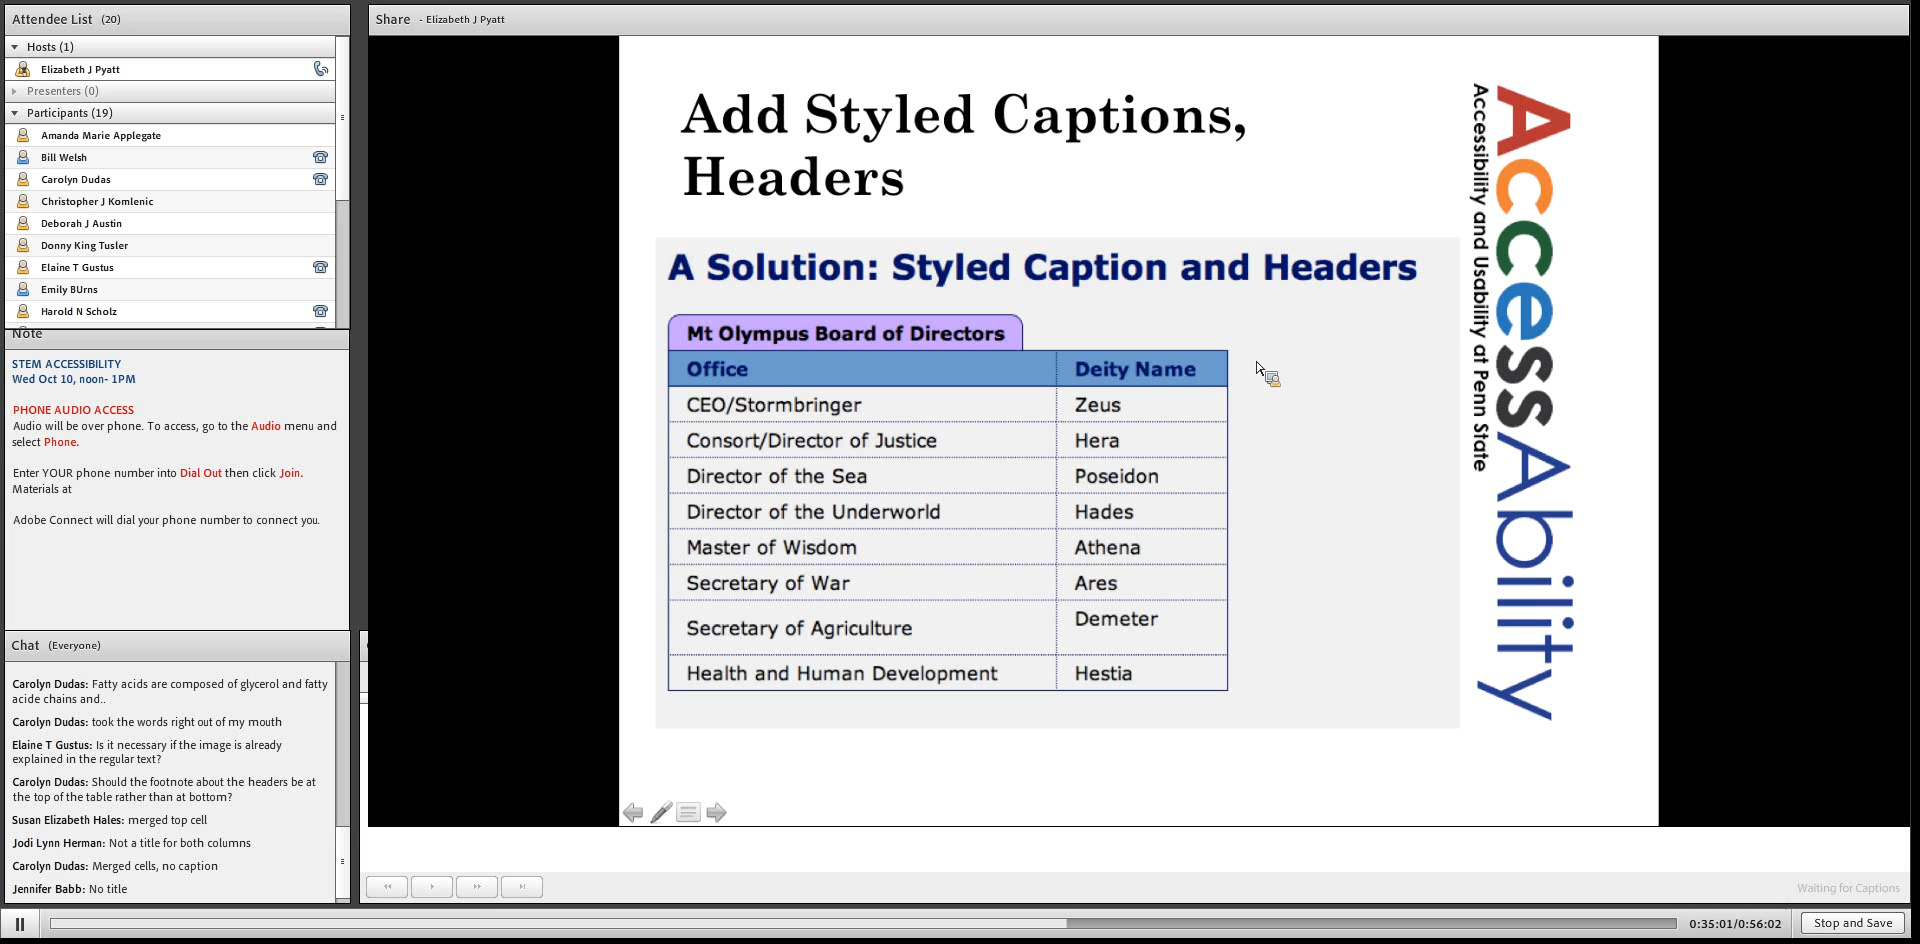 Attendee List (20)
Hosts (1)
Elizabeth J Pyatt
Presenters (0)
Participants (19)
Amanda Marie Applegate
Bill Welsh
Carolyn Dudas
Christopher J Komlenic
Deborah J Austin
Donny King Tusler
Elaine T Gustus
Emily BUrns
Harold N Scholz
Note
STEM ACCESSIBILITY
Wed Oct 10, noon- 1PM
PHONE AUDIO ACCESS
Audio will be over phone. To access, go to the Audio menu and
select Phone.
Enter YOUR phone number into Dial Out then click Join.
Materials at
Adobe Connect will dial your phone number to connect you.
Chat (Everyone)
Carolyn Dudas: Fatty acids are composed of glycerol and fatty
acide chains and..
Carolyn Dudas: took the words right out of my mouth
Elaine T Gustus: Is it necessary if the image is already
explained in the regular text?
Carolyn Dudas: Should the footnote about the headers be at
the top of the table rather than at bottom?
Susan Elizabeth Hales: merged top cell
Jodi Lynn Herman: Not a title for both columns
Carolyn Dudas: Merged cells, no caption
Jennifer Babb: No title
Share - Elizabeth J Pyatt
Add Styled Captions,
Headers
A Solution: Styled Caption and Headers
Mt Olympus Board of Directors
Office Deity Name
CEO/Stormbringer Zeus
Consort/Director of Justice Hera
Director of the Sea Poseidon
Director of the Underworld Hades
Master of Wisdom Athena
Secretary of War Ares
Secretary of Agriculture Demeter
Health and Human Development Hestia
AccessAbility
Accessibility and Usability at Penn State
Waiting for Captions
0:35:01/0:56:02
Stop and Save